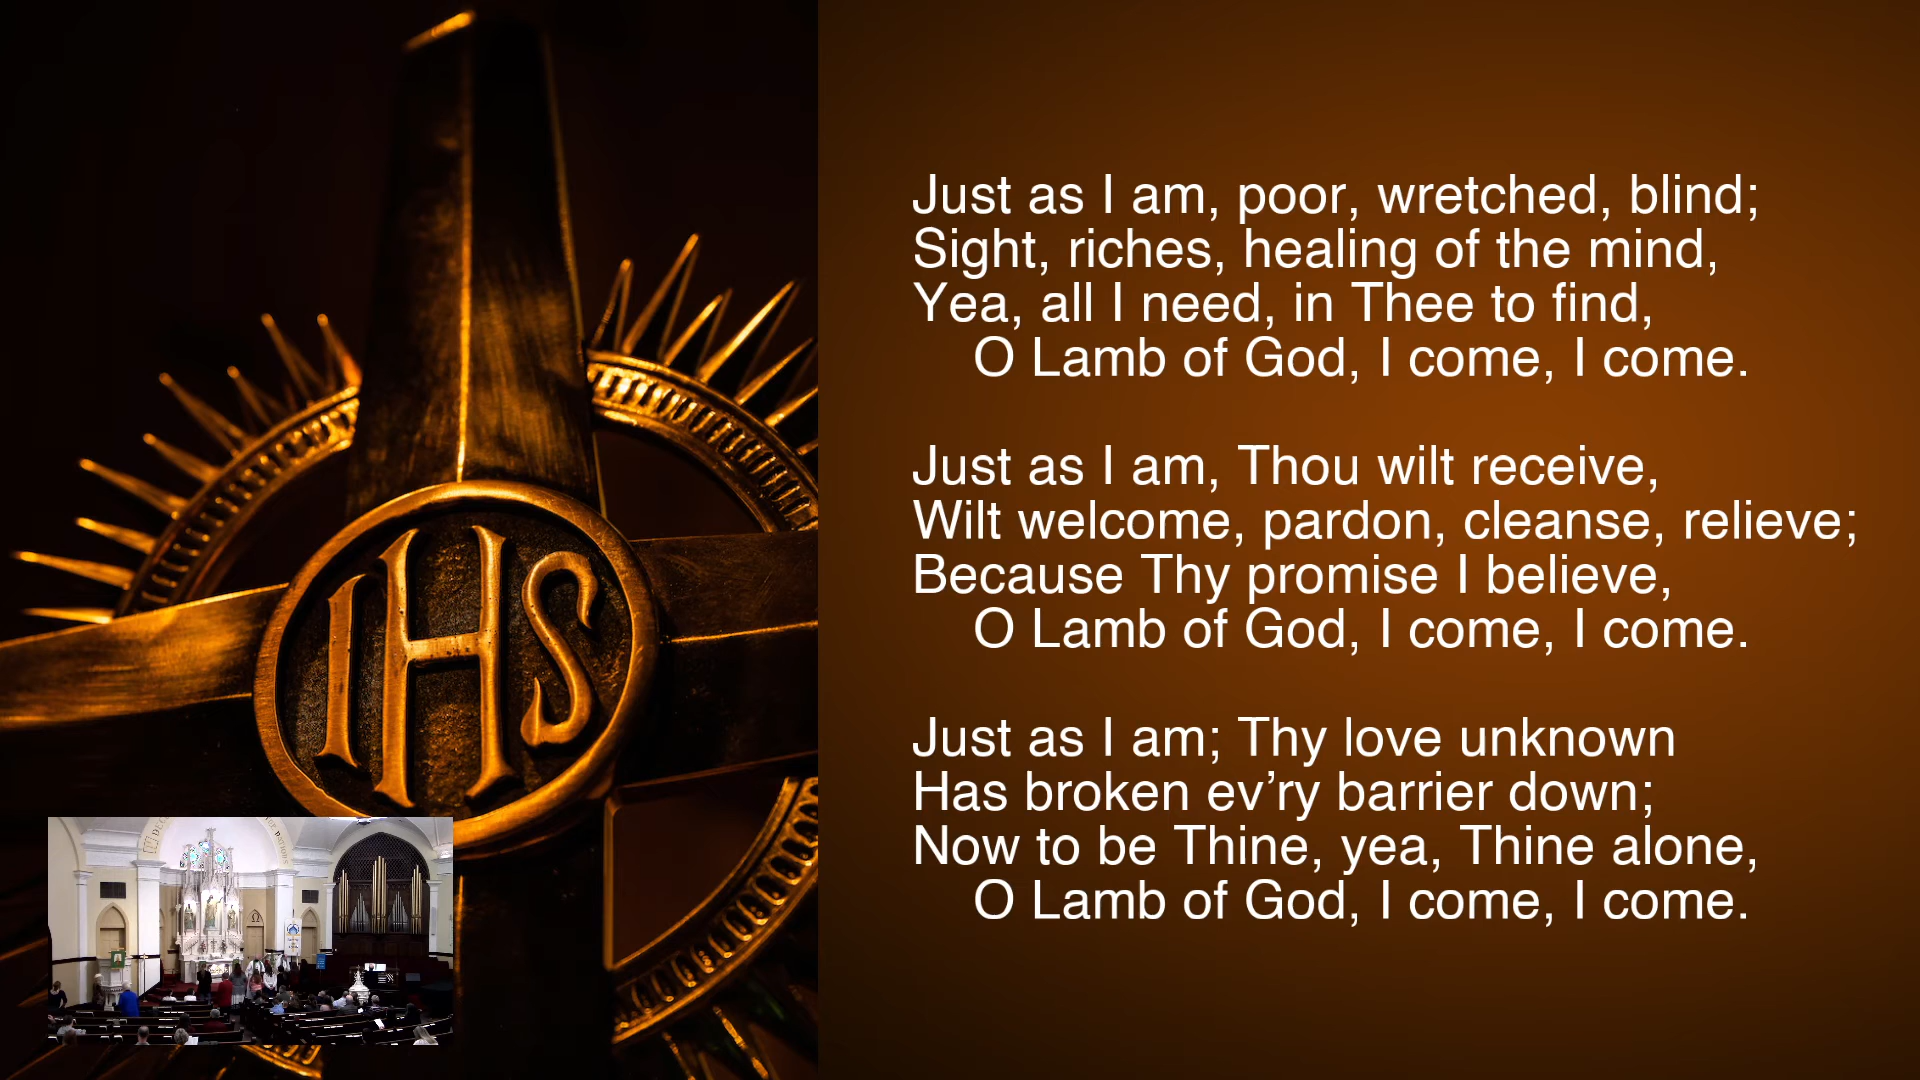 IHS
Just as I am, poor, wretched, blind;
Sight, riches, healing of the mind,
Yea, all I need, in Thee to find,
O Lamb of God, I come, I come.
Just as I am, Thou wilt receive,
Wilt welcome, pardon, cleanse, relieve;
Because Thy promise I believe,
O Lamb of God, I come, I come.
Just as I am; Thy love unknown
Has broken ev’ry barrier down;
Now to be Thine, yea, Thine alone,
O Lamb of God, I come, I come.